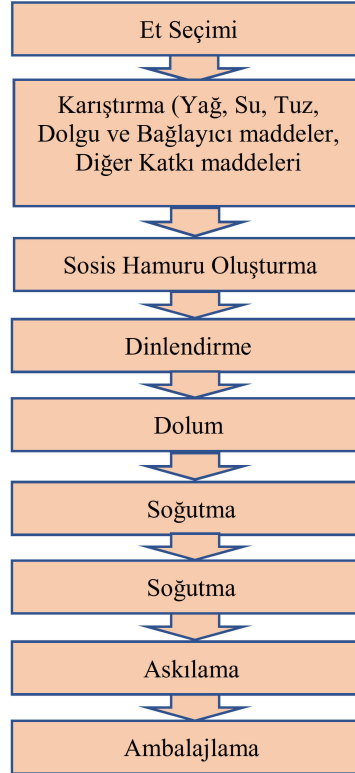 Et Seçimi
Karıştırma (Yağ, Su, Tuz,
Dolgu ve Bağlayıcı maddeler,
Diğer Katkı maddeleri
Sosis Hamuru Oluşturma
Dinlendirme
Dolum
Soğutma
Soğutma
Askılama
Ambalajlama